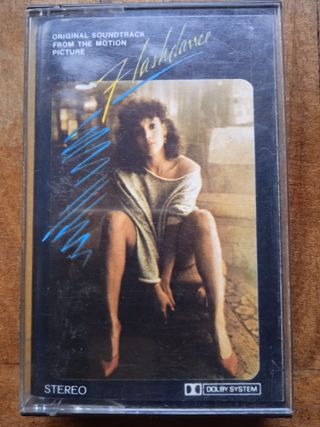 ORIGINAL SOUNDTRACK
FROM THE MOTION
PICTURE
Flashdance
STEREO
DOLBY SYSTEM